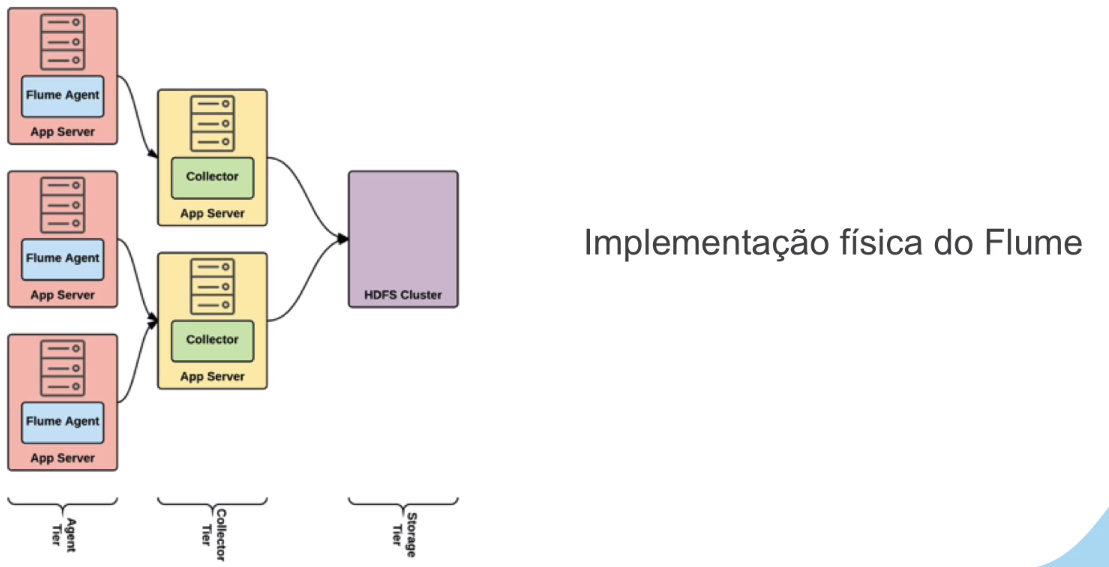 Flume Agent
App Server
Flume Agent
App Server
Flume Agent
App Server
Collector
App Server
Collector
App Server
HDFS Cluster
Agent
Tier
Collector
Tier
Storage
Tier
Implementação física do Flume